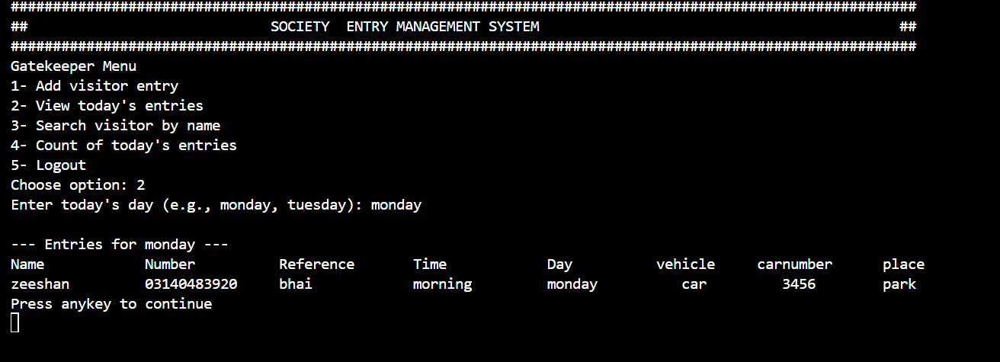 ############################################################################################################
## SOCIETY  ENTRY MANAGEMENT SYSTEM ##
############################################################################################################
Gatekeeper Menu
1- Add visitor entry
2- View today's entries
3- Search visitor by name
4- Count of today's entries
5- Logout
Choose option: 2
Enter today's day (e.g., monday, tuesday): monday

--- Entries for monday ---
Name Number Reference Time Day vehicle carnumber place
zeeshan 03140483920 bhai morning monday car 3456 park
Press anykey to continue